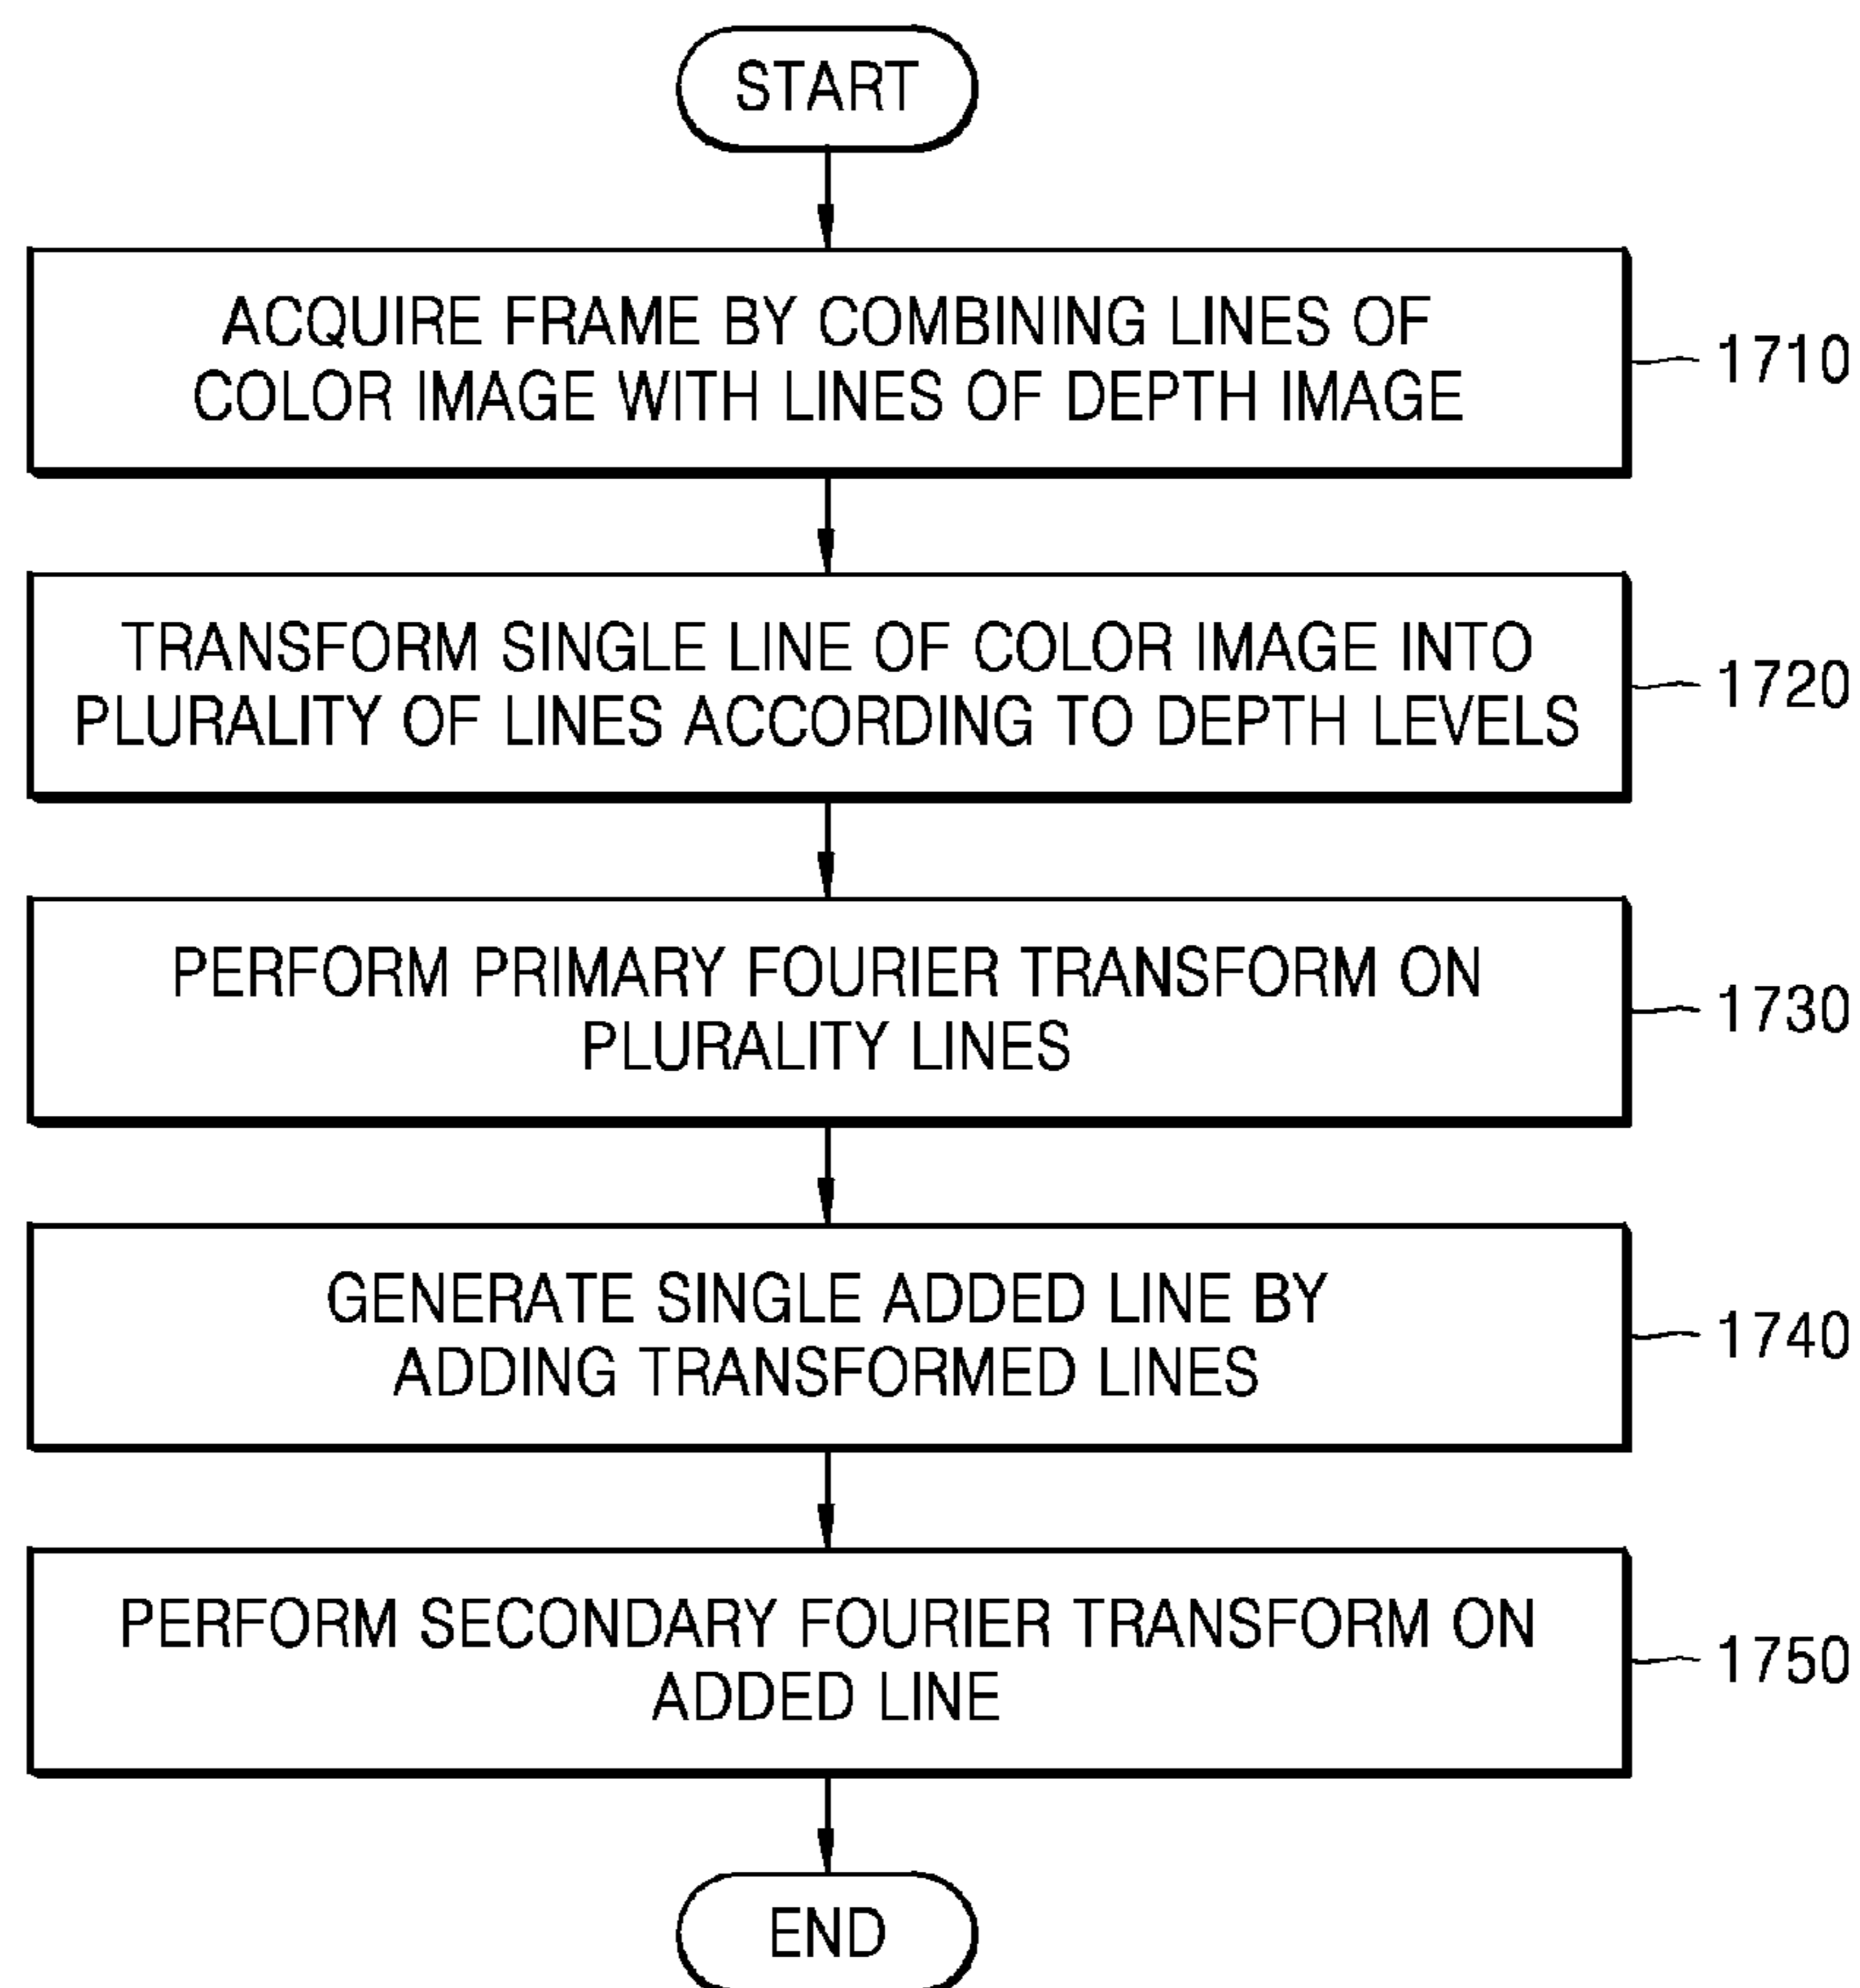 START
ACQUIRE FRAME BY COMBINING LINES OF
COLOR IMAGE WITH LINES OF DEPTH IMAGE
1710
TRANSFORM SINGLE LINE OF COLOR IMAGE INTO
PLURALITY OF LINES ACCORDING TO DEPTH LEVELS
1720
PERFORM PRIMARY FOURIER TRANSFORM ON
PLURALITY LINES
1730
GENERATE SINGLE ADDED LINE BY
ADDING TRANSFORMED LINES
1740
PERFORM SECONDARY FOURIER TRANSFORM ON
ADDED LINE
1750
END